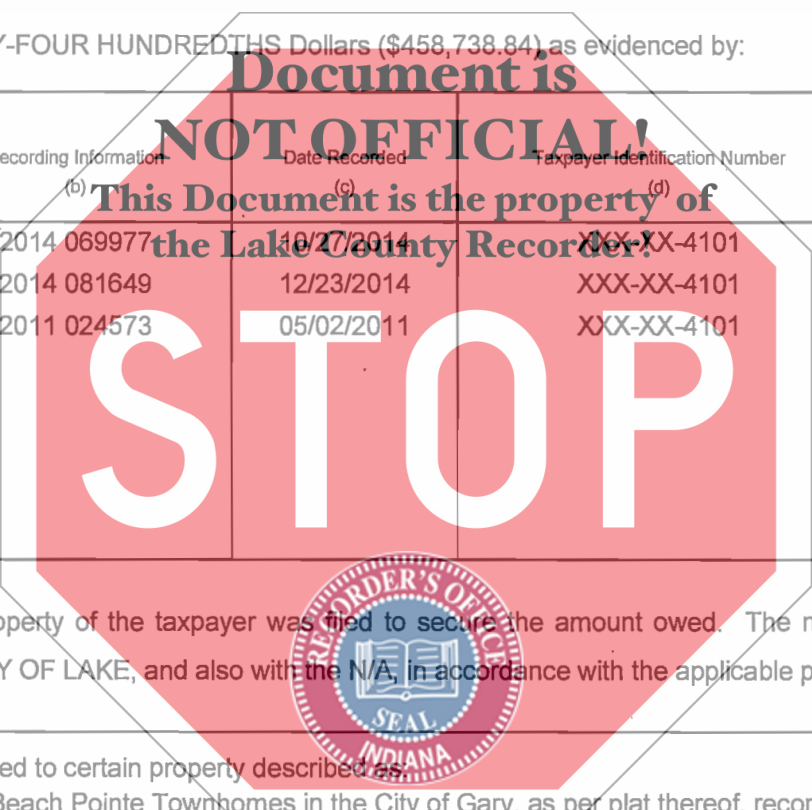 Y-FOUR HUNDREDTHS Dollars ($458,738.84) as evidenced by:
Document is
NOT OFFICIAL!
ecording Information Date Recorded Taxpayer Identification Number
(b) (c) (d)
This Document is the property of
the Lake County Recorder!
2014 069977 10/27/2014 XXX-XX-4101
2014 081649 12/23/2014 XXX-XX-4101
2011 024573 05/02/2011 XXX-XX-4101
STOP
operty of the taxpayer was filed to secure the amount owed. The n
Y OF LAKE, and also with the N/A, in accordance with the applicable p
RECORDER'S OFFICE
SEAL
INDIANA
ed to certain property described as:
Beach Pointe Townhomes in the City of Gary, as per plat thereof, recor